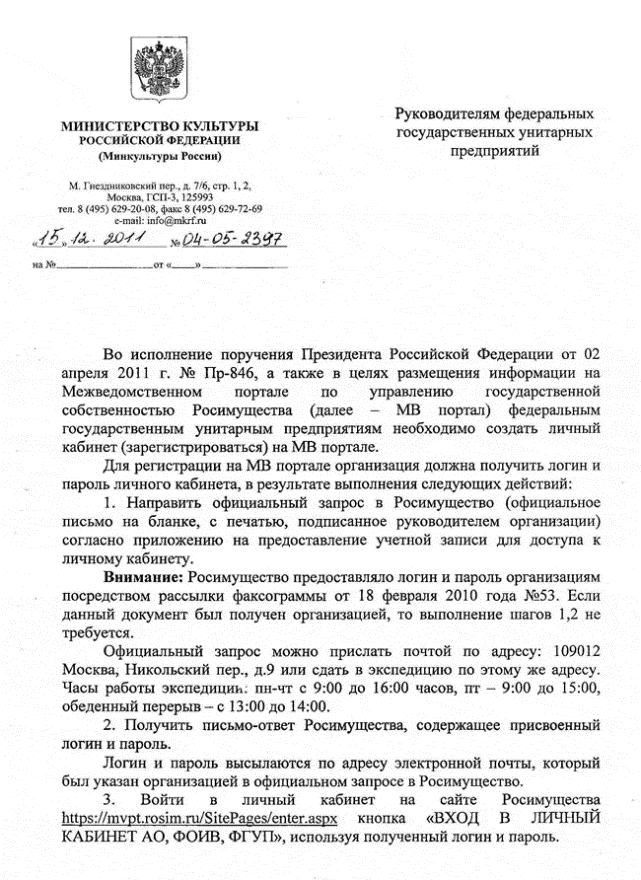 МИНИСТЕРСТВО КУЛЬТУРЫ
РОССИЙСКОЙ ФЕДЕРАЦИИ
(Минкультуры России)
М. Гнездниковский пер., д. 7/6, стр. 1, 2,
Москва, ГСП-3, 125993
тел. 8 (495) 629-20-08, факс 8 (495) 629-72-69
e-mail: info@mkrf.ru
«15» 12. 2011 № 04-05-2397
на №____________от «____»____________
Руководителям федеральных
государственных унитарных
предприятий
Во исполнение поручения Президента Российской Федерации от 02
апреля 2011 г. № Пр-846, а также в целях размещения информации на
Межведомственном портале по управлению государственной
собственностью Росимущества (далее – МВ портал) федеральным
государственным унитарным предприятиям необходимо создать личный
кабинет (зарегистрироваться) на МВ портале.
Для регистрации на МВ портале организация должна получить логин и
пароль личного кабинета, в результате выполнения следующих действий:
1. Направить официальный запрос в Росимущество (официальное
письмо на бланке, с печатью, подписанное руководителем организации)
согласно приложению на предоставление учетной записи для доступа к
личному кабинету.
Внимание: Росимущество предоставляло логин и пароль организациям
посредством рассылки факсограммы от 18 февраля 2010 года №53. Если
данный документ был получен организацией, то выполнение шагов 1,2 не
требуется.
Официальный запрос можно прислать почтой по адресу: 109012
Москва, Никольский пер., д.9 или сдать в экспедицию по этому же адресу.
Часы работы экспедиции: пн-чт с 9:00 до 16:00 часов, пт – 9:00 до 15:00,
обеденный перерыв – с 13:00 до 14:00.
2. Получить письмо-ответ Росимущества, содержащее присвоенный
логин и пароль.
Логин и пароль высылаются по адресу электронной почты, который
был указан организацией в официальном запросе в Росимущество.
3. Войти в личный кабинет на сайте Росимущества
https://mvpt.rosim.ru/SitePages/enter.aspx кнопка «ВХОД В ЛИЧНЫЙ
КАБИНЕТ АО, ФОИВ, ФГУП», используя полученный логин и пароль.